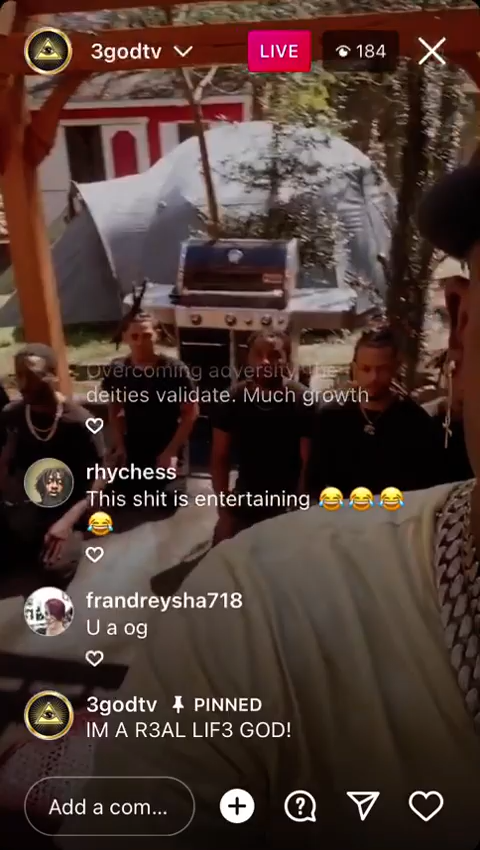 3godtv
LIVE
184
Overcoming adversity, the
deities validate. Much growth
rhychess
This shit is entertaining 😂😂😂
😂
frandreysha718
U a og
3godtv PINNED
IM A R3AL LIF3 GOD!
Add a com...